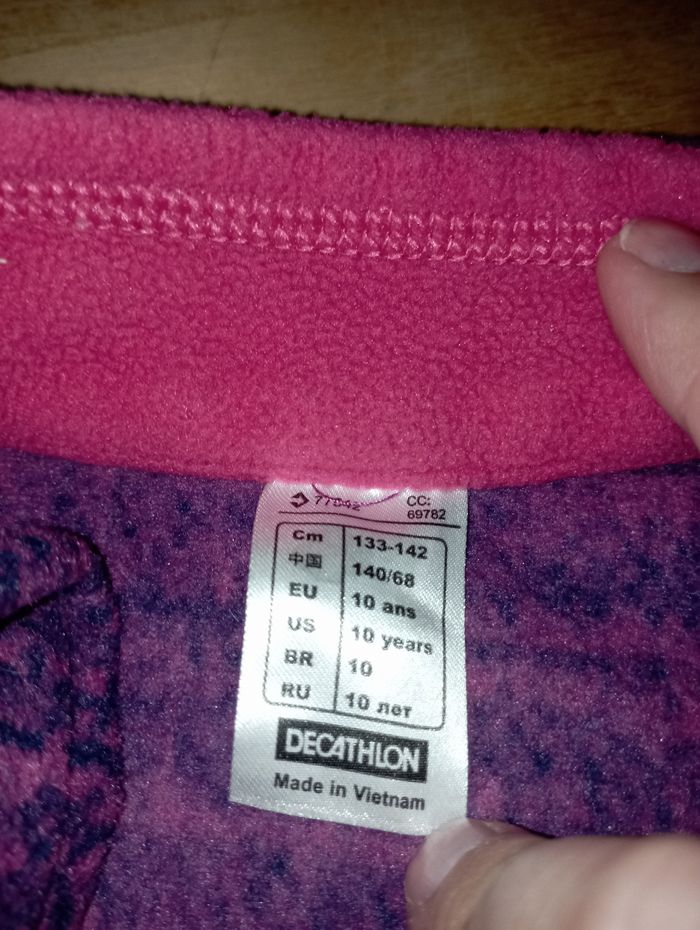 CC:
69782
Cm 133-142
中国 140/68
EU 10 ans
US 10 years
BR 10
RU 10 лет
DECATHLON
Made in Vietnam